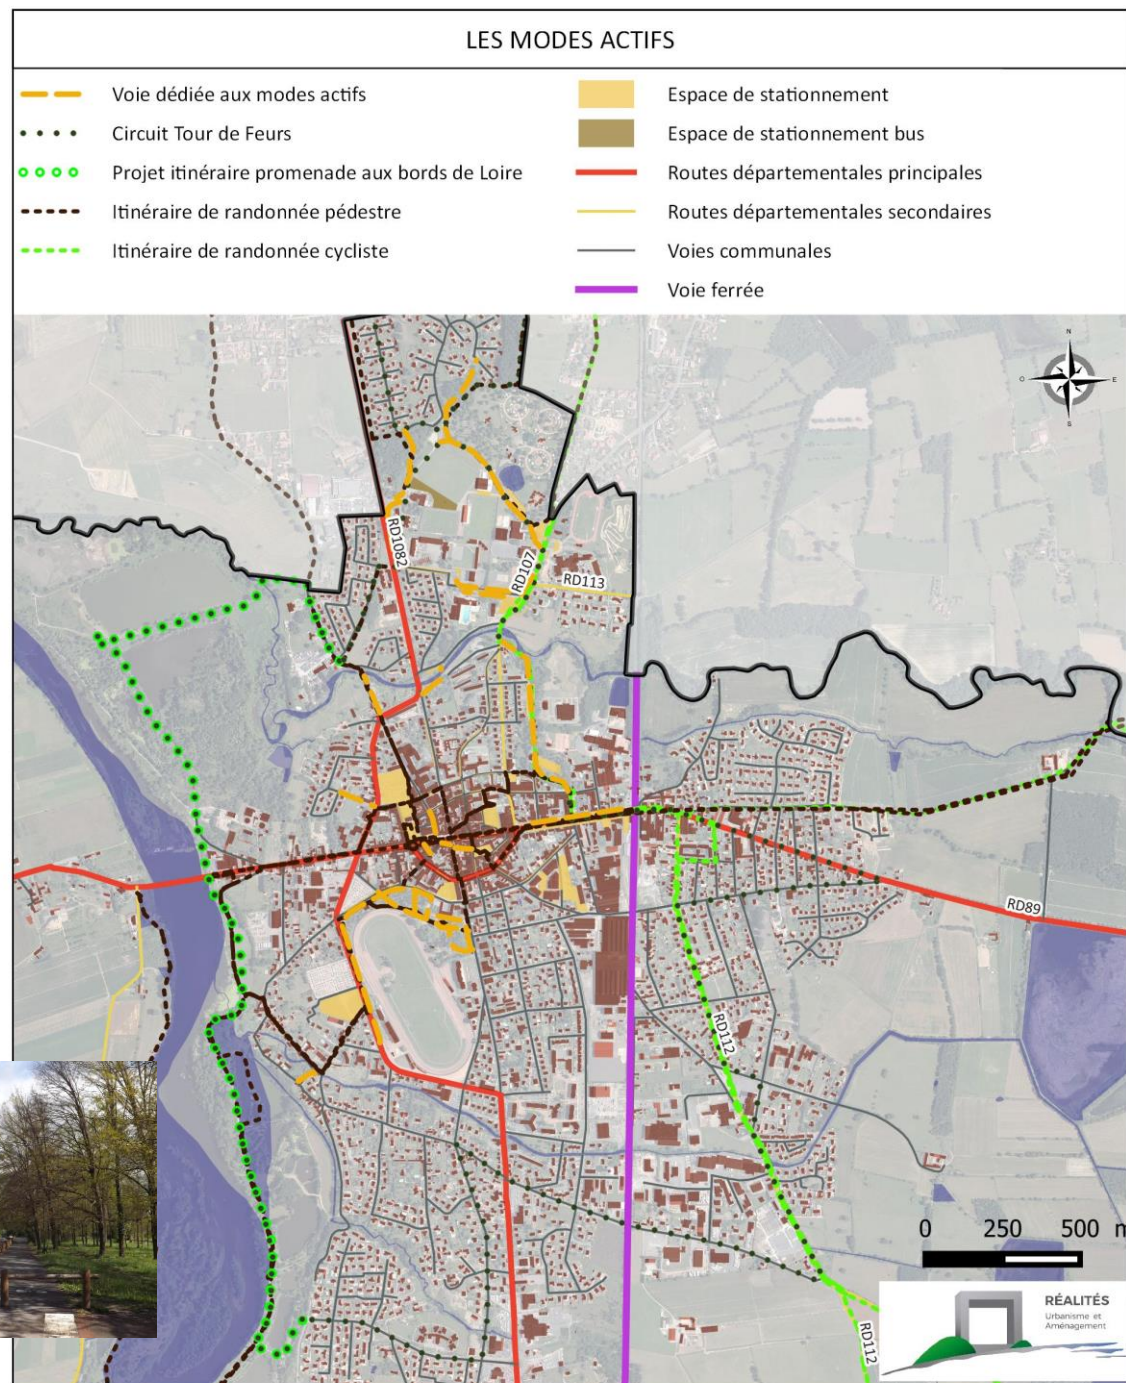 LES MODES ACTIFS
Voie dédiée aux modes actifs
Circuit Tour de Feurs
Projet itinéraire promenade aux bords de Loire
Itinéraire de randonnée pédestre
Itinéraire de randonnée cycliste
Espace de stationnement
Espace de stationnement bus
Routes départementales principales
Routes départementales secondaires
Voies communales
Voie ferrée
N
O
E
S
RD1082
RD107
RD113
RD89
RD112
0 250 500 m
RD112
RÉALITÉS
Urbanisme et
Aménagement